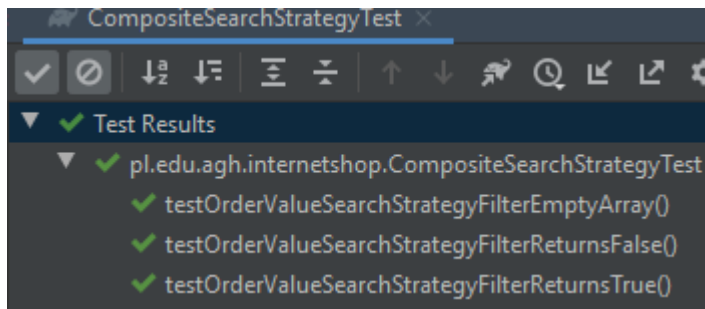 CompositeSearchStrategyTest
Test Results
pl.edu.agh.internetshop.CompositeSearchStrategyTest
testOrderValueSearchStrategyFilterEmptyArray()
testOrderValueSearchStrategyFilterReturnsFalse()
testOrderValueSearchStrategyFilterReturnsTrue()